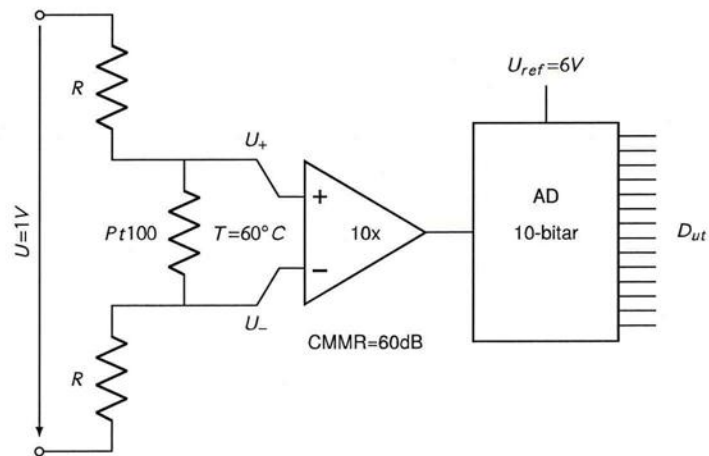 R
U=1V
U₊
Pt100
T=60°C
U₋
R
+
−
10x
CMMR=60dB
U_ref=6V
AD
10-bitar
D_ut